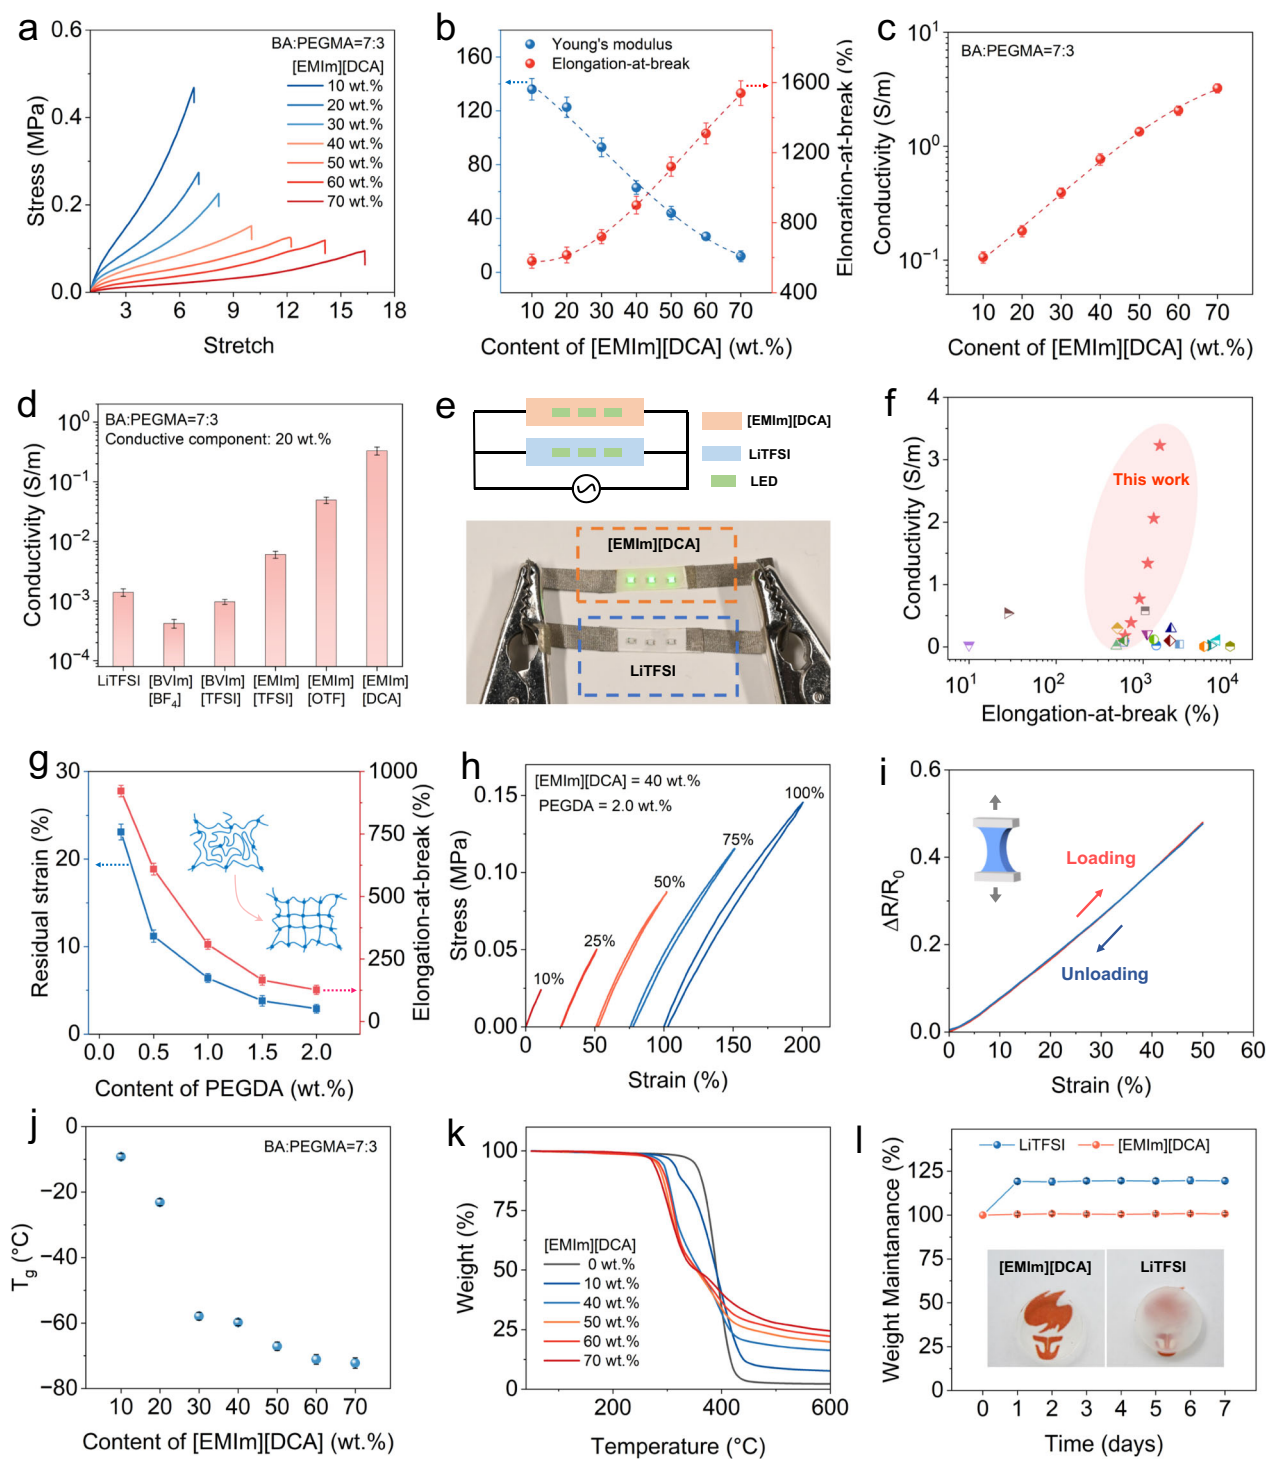 a
0.6
0.4
0.2
0.0
Stress (MPa)
BA:PEGMA=7:3
[EMIm][DCA]
10 wt.%
20 wt.%
30 wt.%
40 wt.%
50 wt.%
60 wt.%
70 wt.%
3 6 9 12 15 18
Stretch
b
160
120
80
40
0
Young's modulus
Elongation-at-break
1600
1200
800
400
Elongation-at-break (%)
10 20 30 40 50 60 70
Content of [EMIm][DCA] (wt.%)
c
BA:PEGMA=7:3
10¹
10⁰
10⁻¹
Conductivity (S/m)
10 20 30 40 50 60 70
Conent of [EMIm][DCA] (wt.%)
d
BA:PEGMA=7:3
Conductive component: 20 wt.%
10⁰
10⁻¹
10⁻²
10⁻³
10⁻⁴
Conductivity (S/m)
LiTFSI [BVIm] [BVIm] [EMIm] [EMIm] [EMIm]
[BF₄] [TFSI] [TFSI] [OTF] [DCA]
e
[EMIm][DCA]
LiTFSI
LED
[EMIm][DCA]
LiTFSI
f
4
3
2
1
0
Conductivity (S/m)
This work
10¹ 10² 10³ 10⁴
Elongation-at-break (%)
g
30
20
10
0
Residual strain (%)
1000
750
500
250
0
Elongation-at-break (%)
0.0 0.5 1.0 1.5 2.0
Content of PEGDA (wt.%)
h
[EMIm][DCA] = 40 wt.%
PEGDA = 2.0 wt.%
0.15
0.10
0.05
0.00
Stress (MPa)
10%
25%
50%
75%
100%
0 50 100 150 200
Strain (%)
i
0.6
0.4
0.2
0.0
ΔR/R₀
Loading
Unloading
0 10 20 30 40 50 60
Strain (%)
j
BA:PEGMA=7:3
0
−20
−40
−60
−80
Tg (°C)
10 20 30 40 50 60 70
Content of [EMIm][DCA] (wt.%)
k
100
75
50
25
0
Weight (%)
[EMIm][DCA]
0 wt.%
10 wt.%
40 wt.%
50 wt.%
60 wt.%
70 wt.%
200 400 600
Temperature (°C)
l
LiTFSI
[EMIm][DCA]
125
100
75
50
25
0
Weight Maintanance (%)
[EMIm][DCA]
LiTFSI
0 1 2 3 4 5 6 7
Time (days)